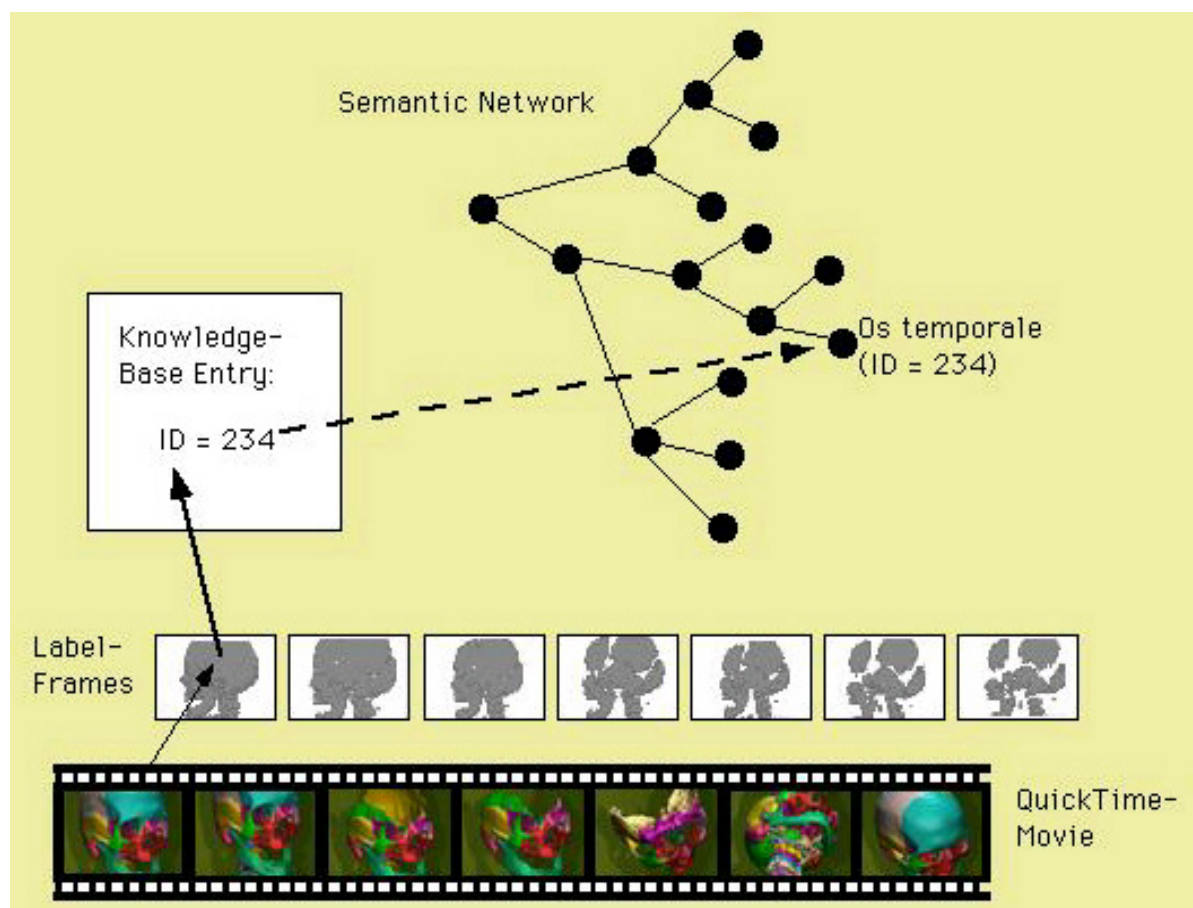 Semantic Network
Knowledge-
Base Entry:
ID = 234
Os temporale
(ID = 234)
Label-
Frames
QuickTime-
Movie